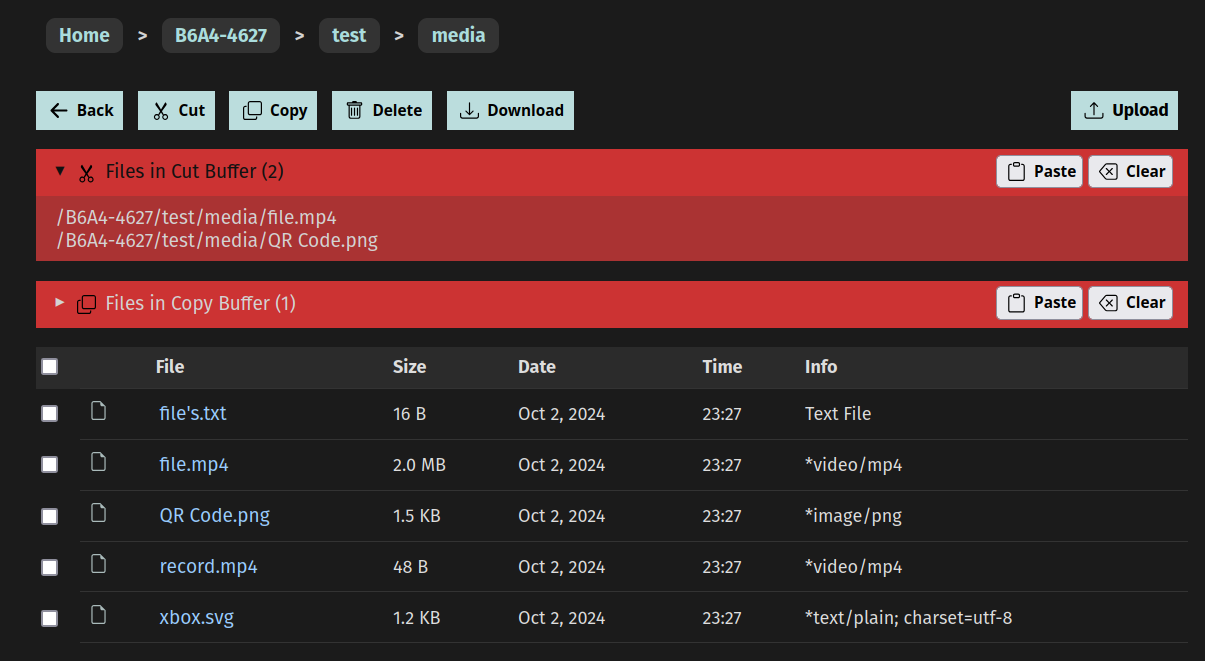 Home > B6A4-4627 > test > media
Back Cut Copy Delete Download Upload
Files in Cut Buffer (2) Paste Clear
/B6A4-4627/test/media/file.mp4
/B6A4-4627/test/media/QR Code.png
Files in Copy Buffer (1) Paste Clear
File Size Date Time Info
file's.txt 16 B Oct 2, 2024 23:27 Text File
file.mp4 2.0 MB Oct 2, 2024 23:27 *video/mp4
QR Code.png 1.5 KB Oct 2, 2024 23:27 *image/png
record.mp4 48 B Oct 2, 2024 23:27 *video/mp4
xbox.svg 1.2 KB Oct 2, 2024 23:27 *text/plain; charset=utf-8